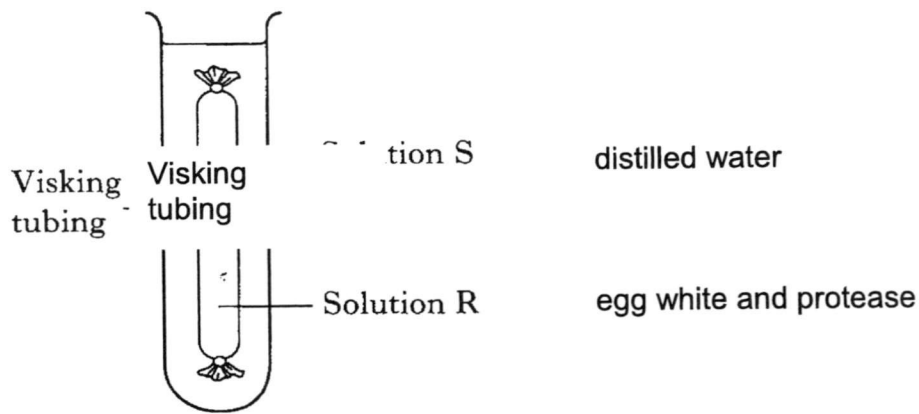 tion S
distilled water
Visking
tubing
Visking
tubing
Solution R
egg white and protease